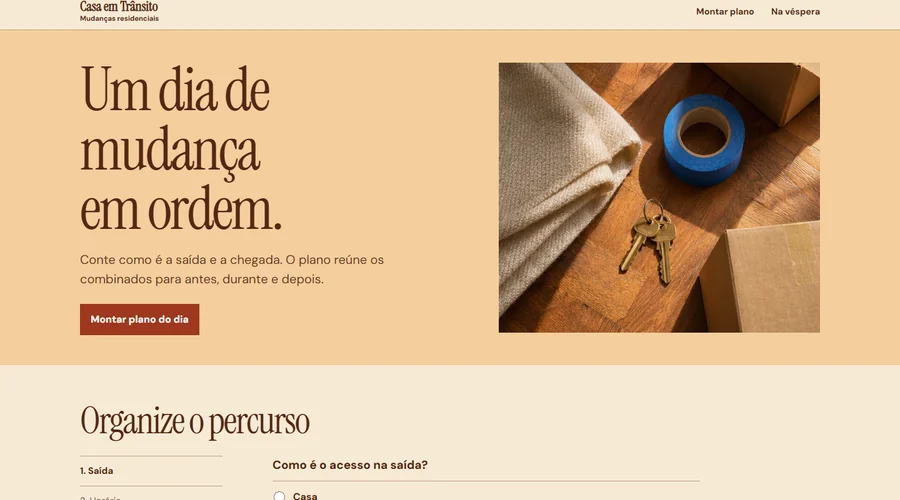 Casa em Trânsito
Mudanças residenciais
Montar plano
Na véspera
Um dia de
mudança
em ordem.
Conte como é a saída e a chegada. O plano reúne os
combinados para antes, durante e depois.
Montar plano do dia
Organize o percurso
1. Saída
2. Horário
Como é o acesso na saída?
Casa